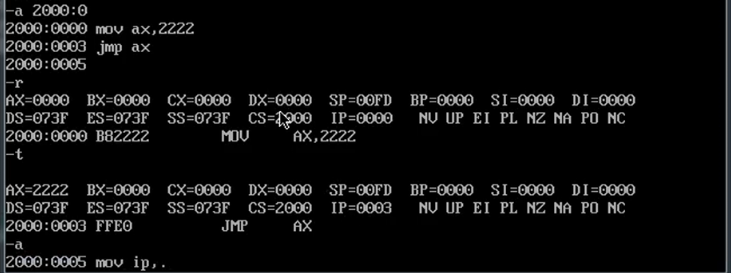 -a 2000:0
2000:0000 mov ax,2222
2000:0003 jmp ax
2000:0005
-r
AX=0000 BX=0000 CX=0000 DX=0000 SP=00FD BP=0000 SI=0000 DI=0000
DS=073F ES=073F SS=073F CS=2000 IP=0000 NV UP EI PL NZ NA PO NC
2000:0000 B82222 MOV AX,2222
-t
AX=2222 BX=0000 CX=0000 DX=0000 SP=00FD BP=0000 SI=0000 DI=0000
DS=073F ES=073F SS=073F CS=2000 IP=0003 NV UP EI PL NZ NA PO NC
2000:0003 FFE0 JMP AX
-a
2000:0005 mov ip,.